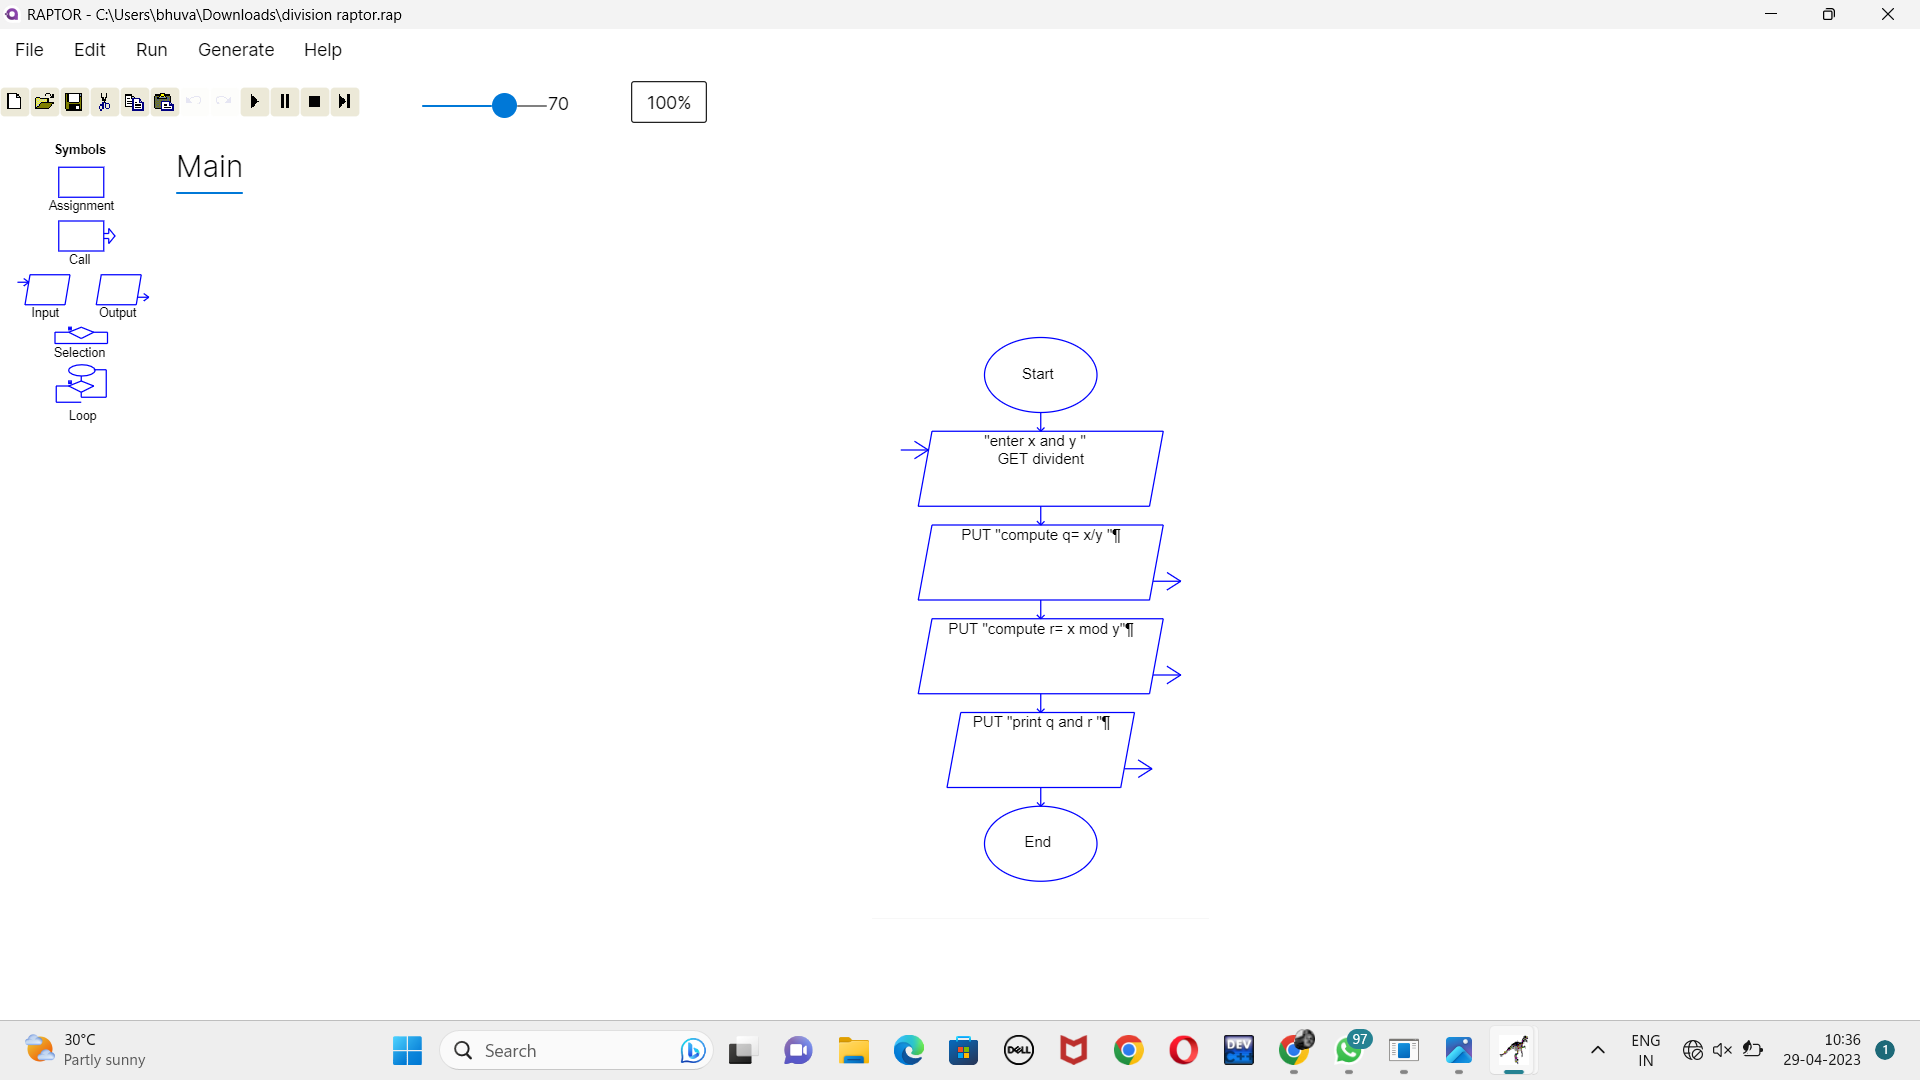 RAPTOR - C:\Users\bhuva\Downloads\division raptor.rap
File Edit Run Generate Help
70
100%
Symbols
Assignment
Call
Input Output
Selection
Loop
Main
Start
"enter x and y "
GET divident
PUT "compute q= x/y "¶
PUT "compute r= x mod y"¶
PUT "print q and r "¶
End
30°C
Partly sunny
Search
DELL
DEV
C++
97
ENG
IN
10:36
29-04-2023
1